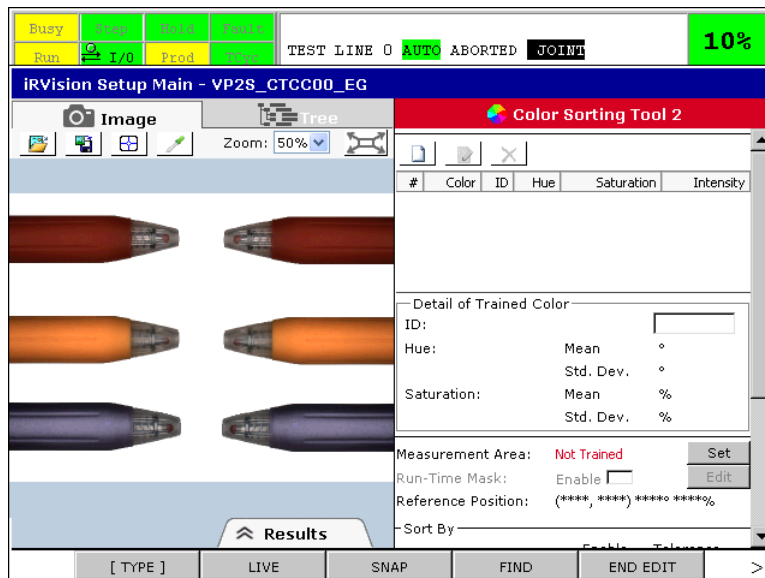 Busy Step Hold Fault
Run I/O Prod TCyc
TEST LINE 0 AUTO ABORTED JOINT
10%
iRVision Setup Main - VP2S_CTCC00_EG
Image
Tree
Zoom: 50%
Results
Color Sorting Tool 2
# Color ID Hue Saturation Intensity
Detail of Trained Color
ID:
Hue: Mean °
Std. Dev. °
Saturation: Mean %
Std. Dev. %
Measurement Area: Not Trained Set
Run-Time Mask: Enable Edit
Reference Position: (****, ****) ****° ****%
Sort By
Enable Tolerance
[ TYPE ] LIVE SNAP FIND END EDIT >